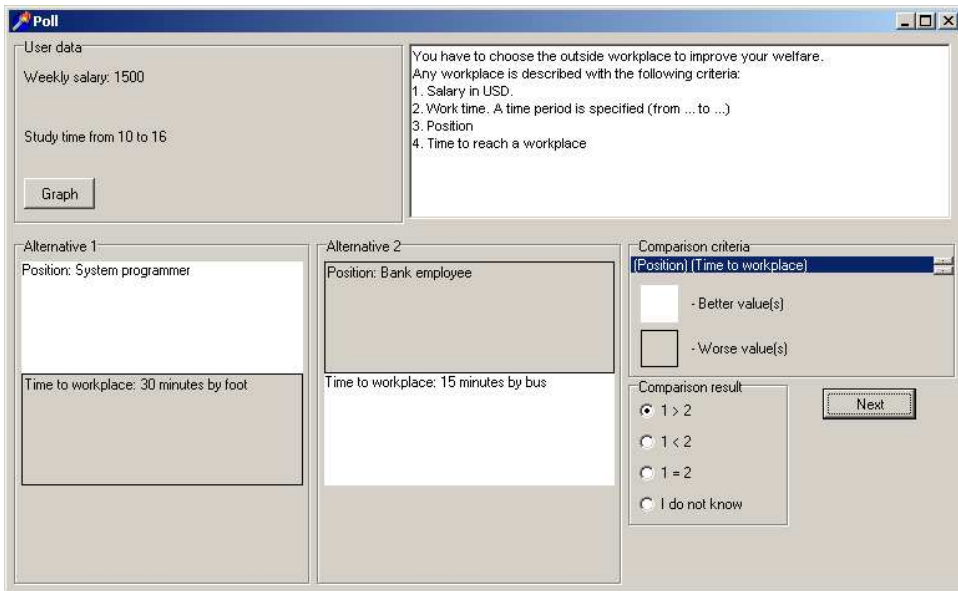 Poll
User data
Weekly salary: 1500
Study time from 10 to 16
Graph
You have to choose the outside workplace to improve your welfare.
Any workplace is described with the following criteria:
1. Salary in USD.
2. Work time. A time period is specified (from ... to ...)
3. Position
4. Time to reach a workplace
Alternative 1
Position: System programmer
Time to workplace: 30 minutes by foot
Alternative 2
Position: Bank employee
Time to workplace: 15 minutes by bus
Comparison criteria
(Position) (Time to workplace)
- Better value(s)
- Worse value(s)
Comparison result
1 > 2
1 < 2
1 = 2
I do not know
Next